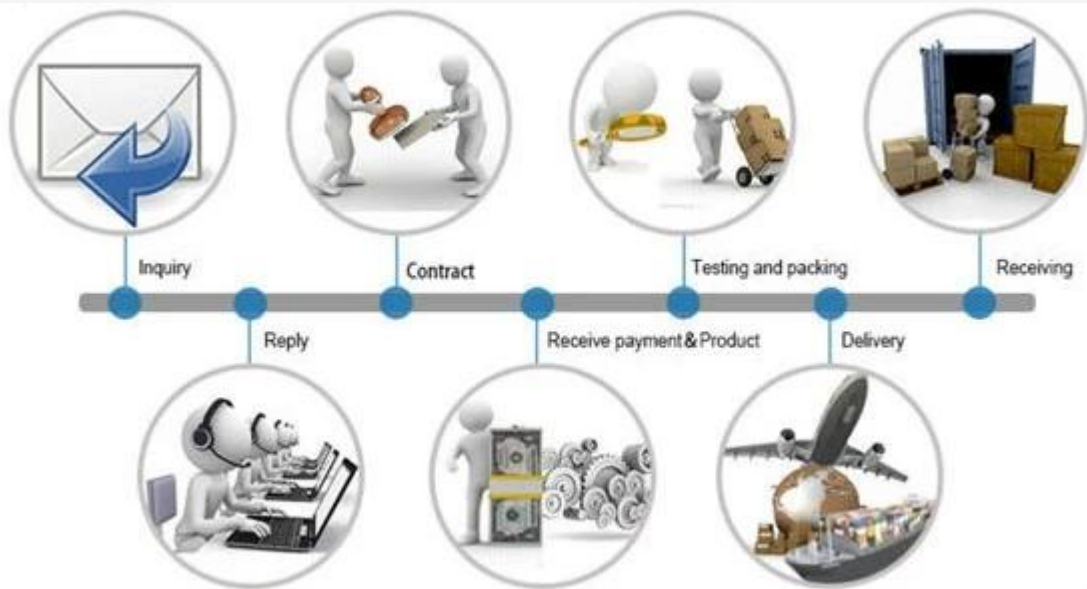 Inquiry
Contract
Testing and packing
Receiving
Reply
Receive payment & Product
Delivery